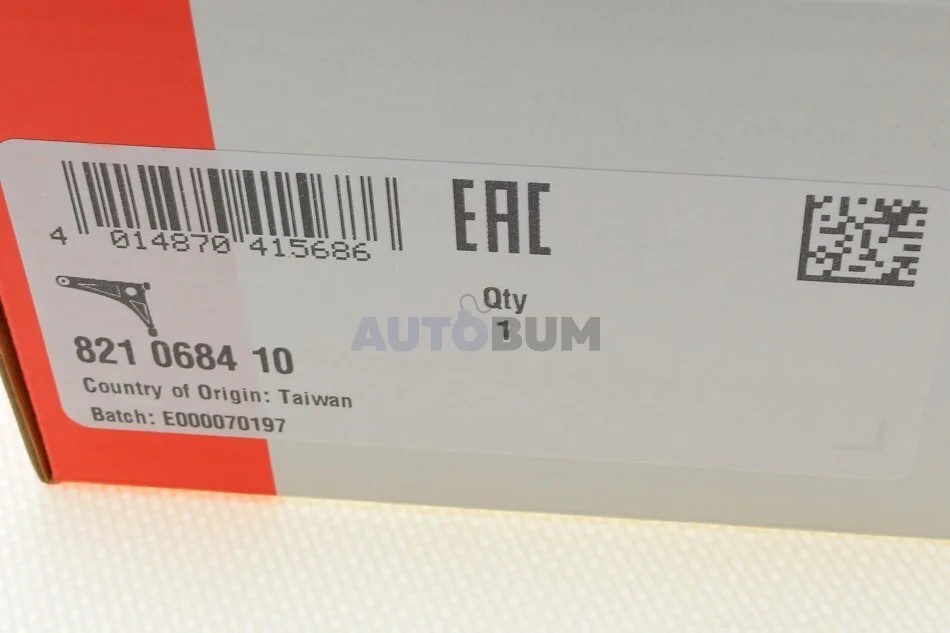 4 014870 415686
EAC
Qty
1
AUTOBUM
821 0684 10
Country of Origin: Taiwan
Batch: E000070197